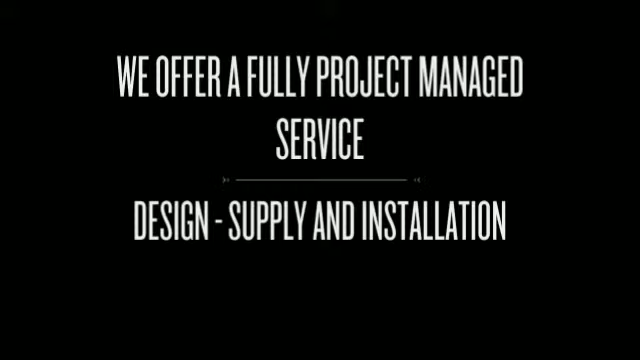 WE OFFER A FULLY PROJECT MANAGED
SERVICE
DESIGN - SUPPLY AND INSTALLATION